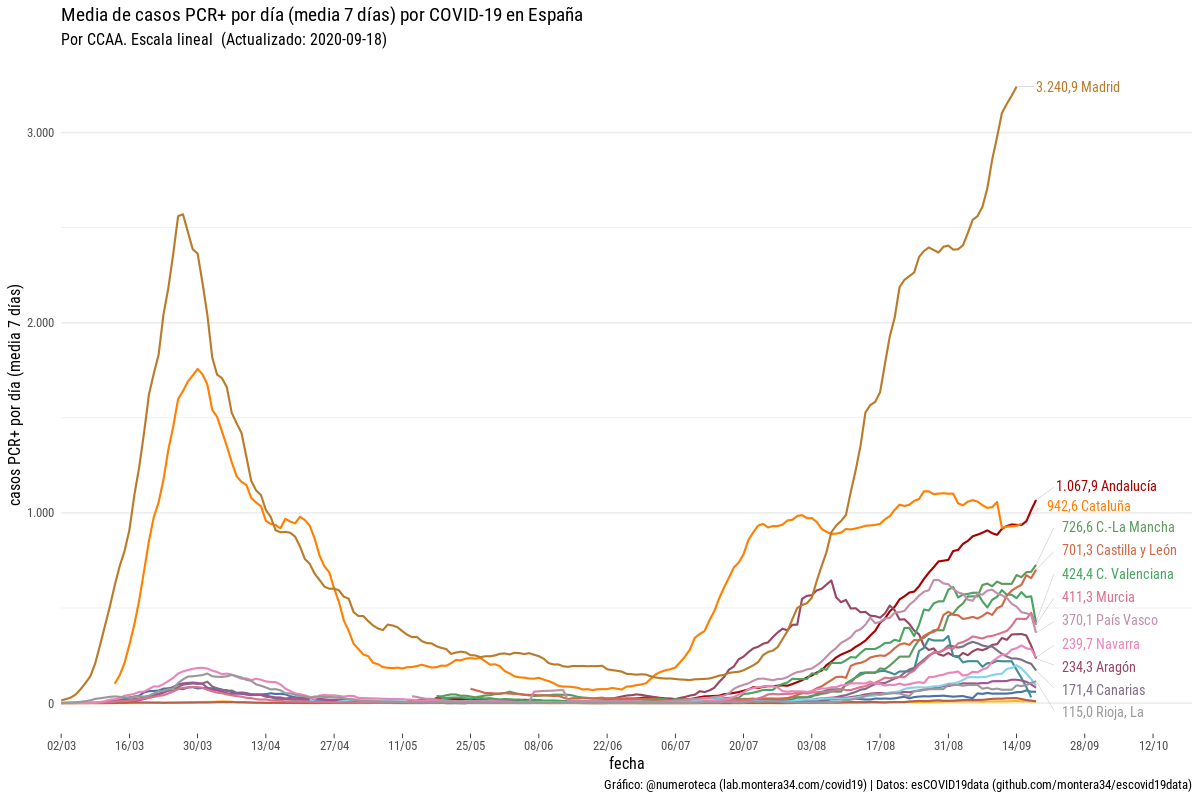 Media de casos PCR+ por día (media 7 días) por COVID-19 en España
Por CCAA. Escala lineal  (Actualizado: 2020-09-18)
casos PCR+ por día (media 7 días)
3.000
2.000
1.000
0
3.240,9 Madrid
1.067,9 Andalucía
942,6 Cataluña
726,6 C.-La Mancha
701,3 Castilla y León
424,4 C. Valenciana
411,3 Murcia
370,1 País Vasco
239,7 Navarra
234,3 Aragón
171,4 Canarias
115,0 Rioja, La
02/03 16/03 30/03 13/04 27/04 11/05 25/05 08/06 22/06 06/07 20/07 03/08 17/08 31/08 14/09 28/09 12/10
fecha
Gráfico: @numeroteca (lab.montera34.com/covid19) | Datos: esCOVID19data (github.com/montera34/escovid19data)